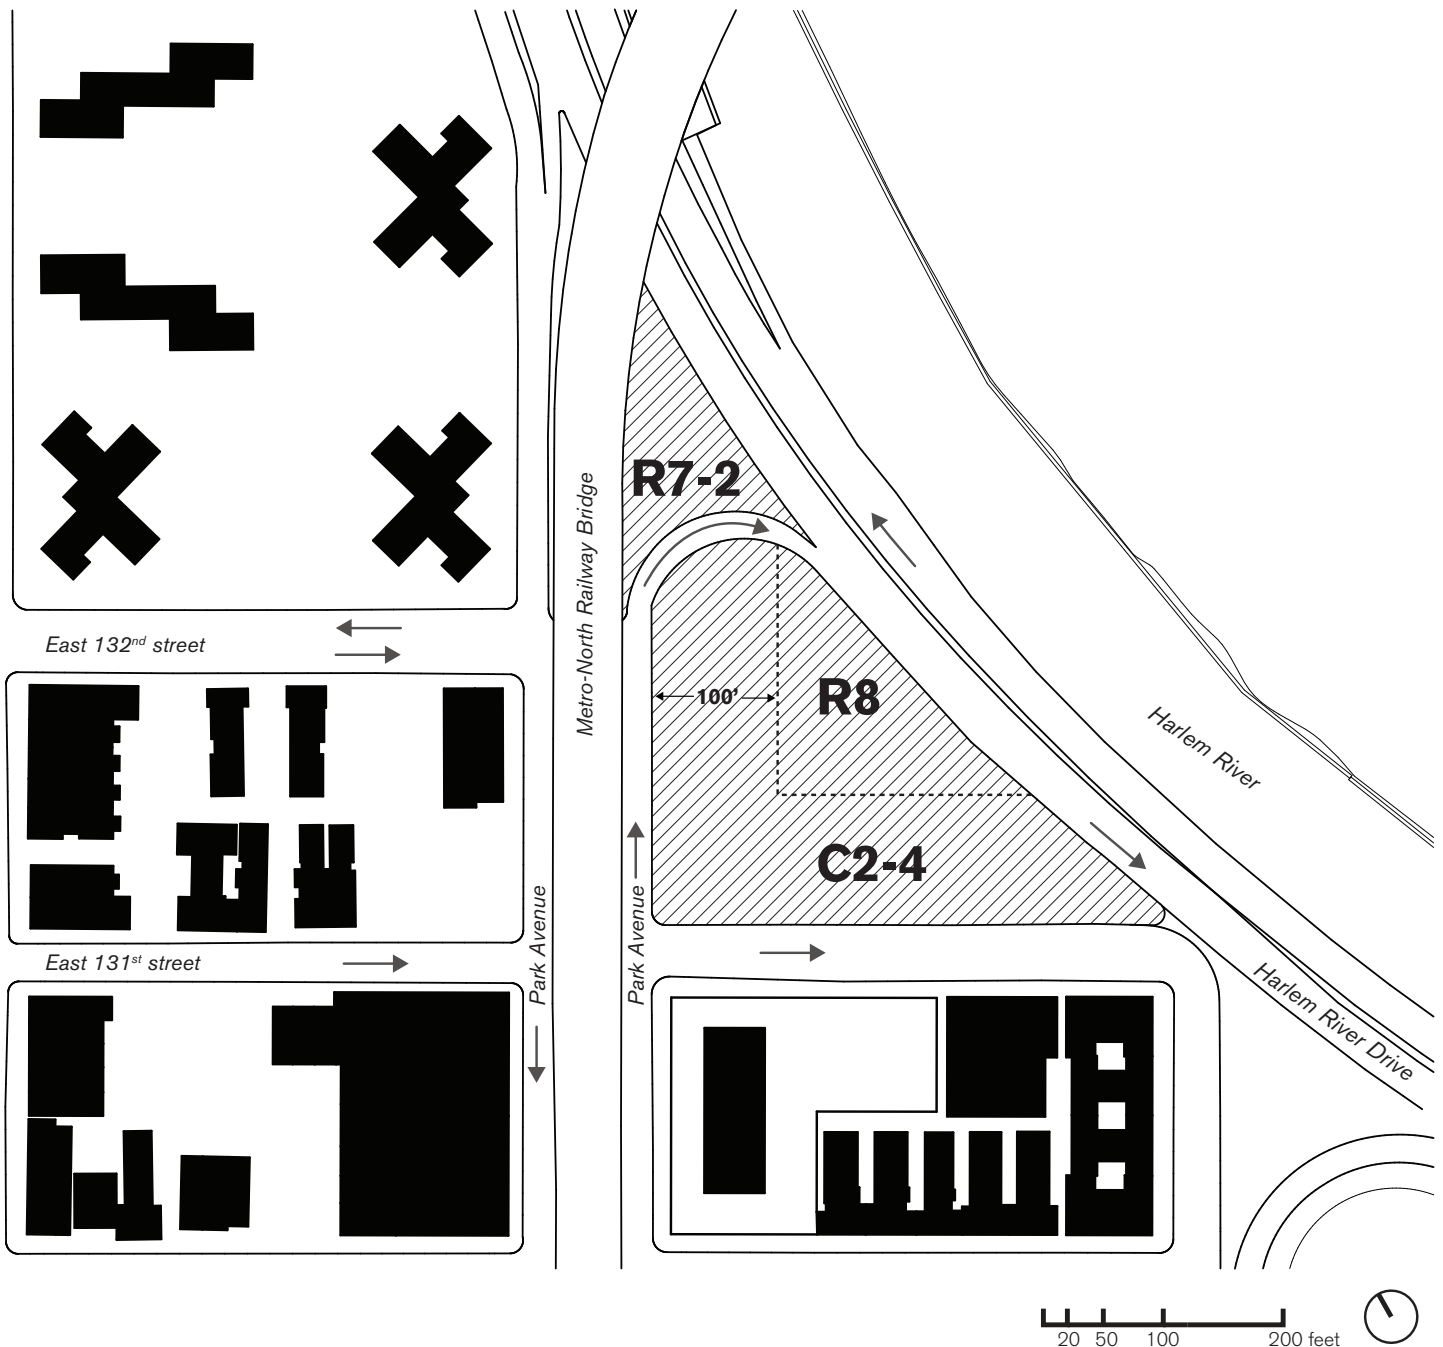 R7-2
Metro-North Railway Bridge
East 132nd street
100'
R8
Harlem River
C2-4
Park Avenue
Park Avenue
East 131st street
Harlem River Drive
20 50 100 200 feet